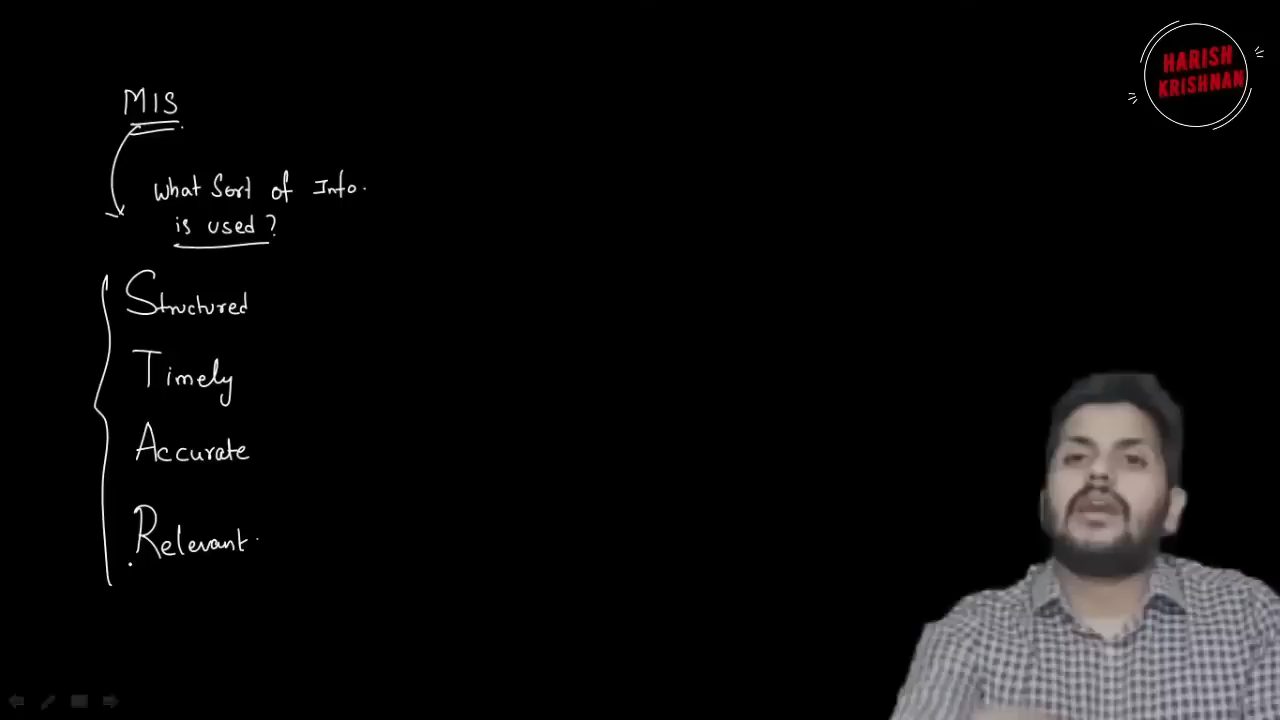 MIS
What Sort of Info.
is used?
Structured
Timely
Accurate
Relevant.
HARISH
KRISHNAN